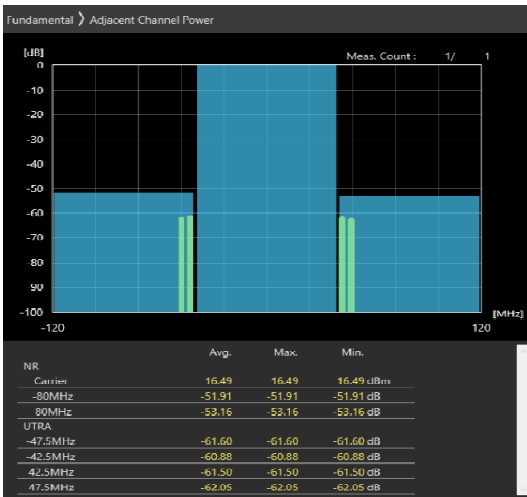 Fundamental ❯ Adjacent Channel Power
[dB]
Meas. Count : 1/ 1
0
-10
-20
-30
-40
-50
-60
-70
80
90
-100
[MHz]
-120 120
Avg. Max. Min.
NR
Carrier 16.49 16.49 16.49 dBm
-80MHz -51.91 -51.91 -51.91 dB
80MHz -53.16 -53.16 -53.16 dB
UTRA
-47.5MHz -61.60 -61.60 -61.60 dB
-42.5MHz -60.88 -60.88 -60.88 dB
42.5MHz -61.50 -61.50 -61.50 dB
47.5MHz -62.05 -62.05 -62.05 dB